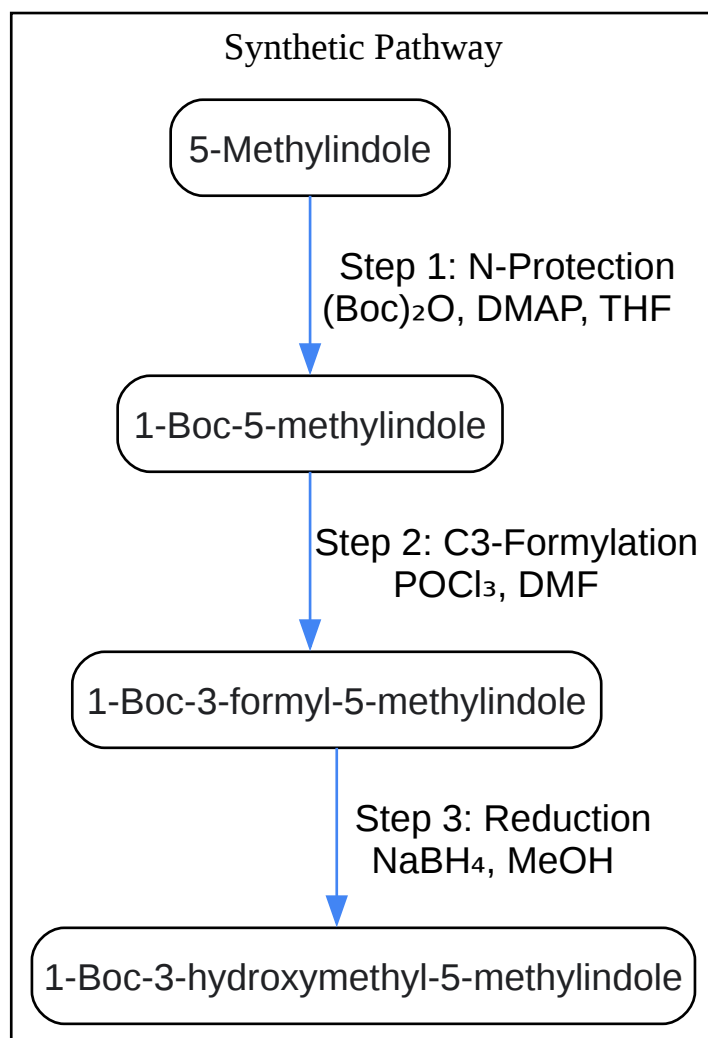 Synthetic Pathway
5-Methylindole
Step 1: N-Protection
(Boc)₂O, DMAP, THF
1-Boc-5-methylindole
Step 2: C3-Formylation
POCl₃, DMF
1-Boc-3-formyl-5-methylindole
Step 3: Reduction
NaBH₄, MeOH
1-Boc-3-hydroxymethyl-5-methylindole